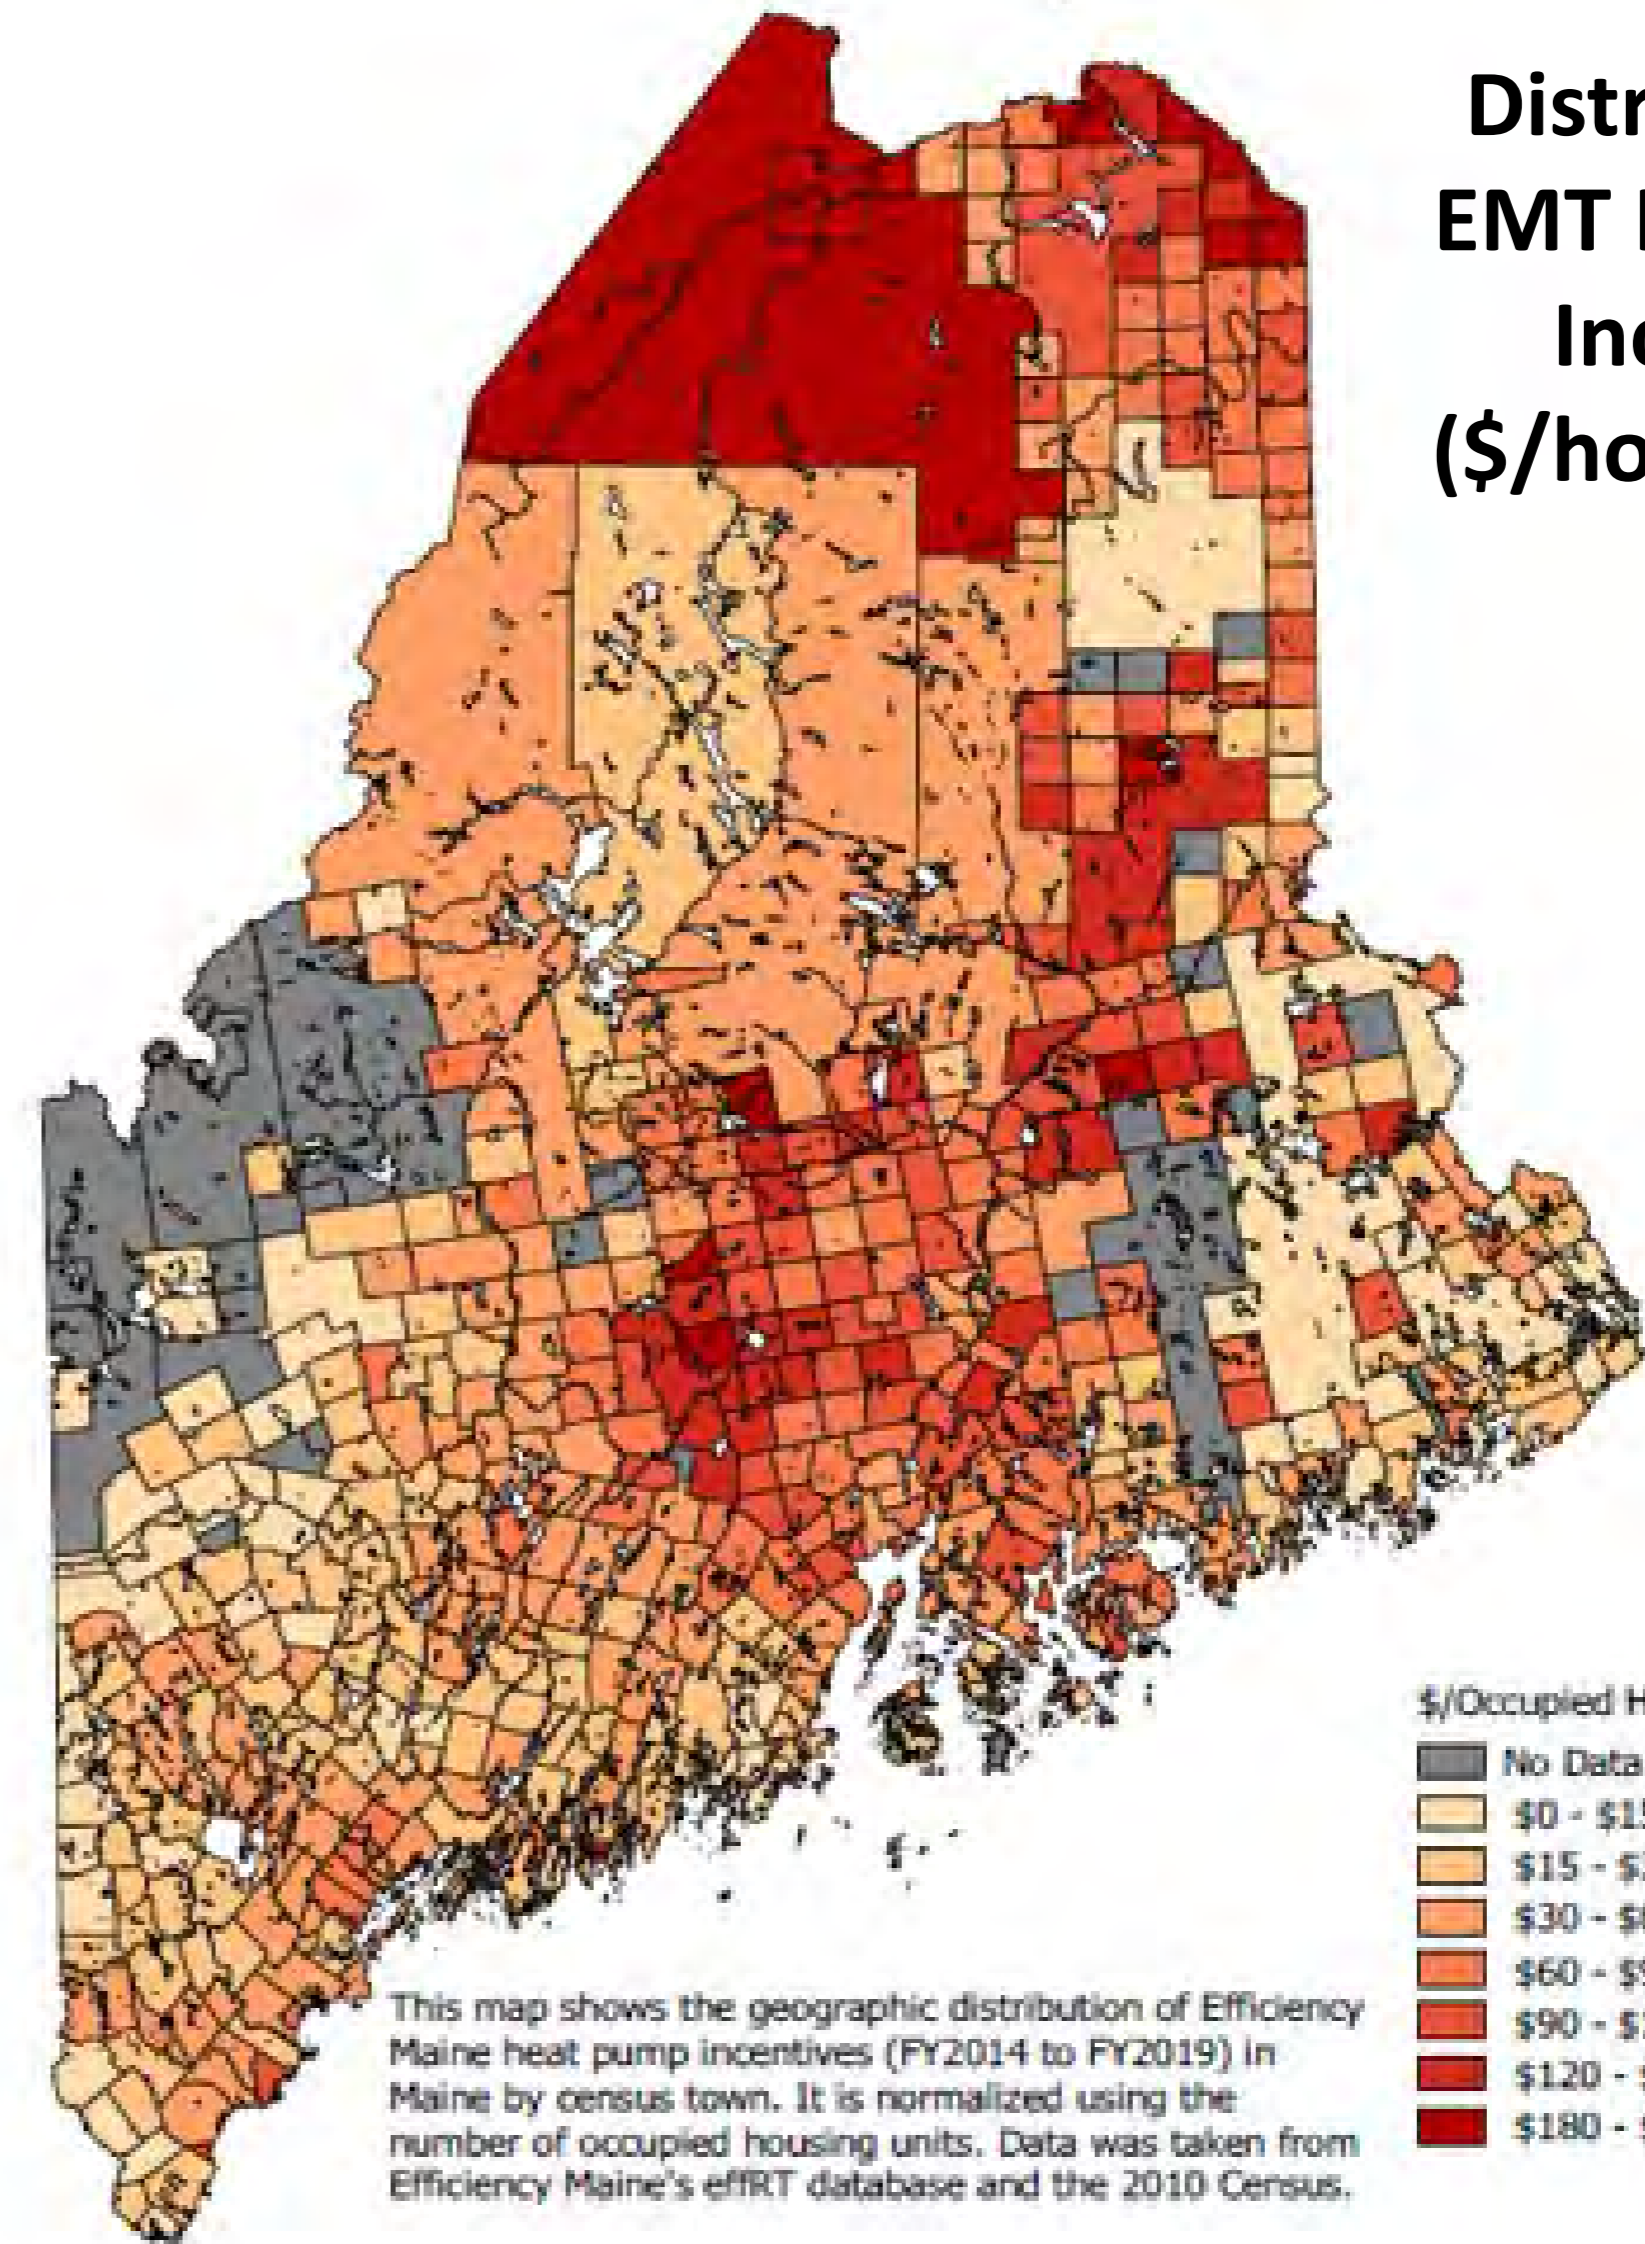 Distr
EMT
Inc
($/ho
$/Occupied H
No Data
$0 - $15
$15 - $
$30 - $
$60 - $
$90 - $
$120 -
$180 -
This map shows the geographic distribution of Efficiency
Maine heat pump incentives (FY2014 to FY2019) in
Maine by census town. It is normalized using the
number of occupied housing units. Data was taken from
Efficiency Maine's effRT database and the 2010 Census.